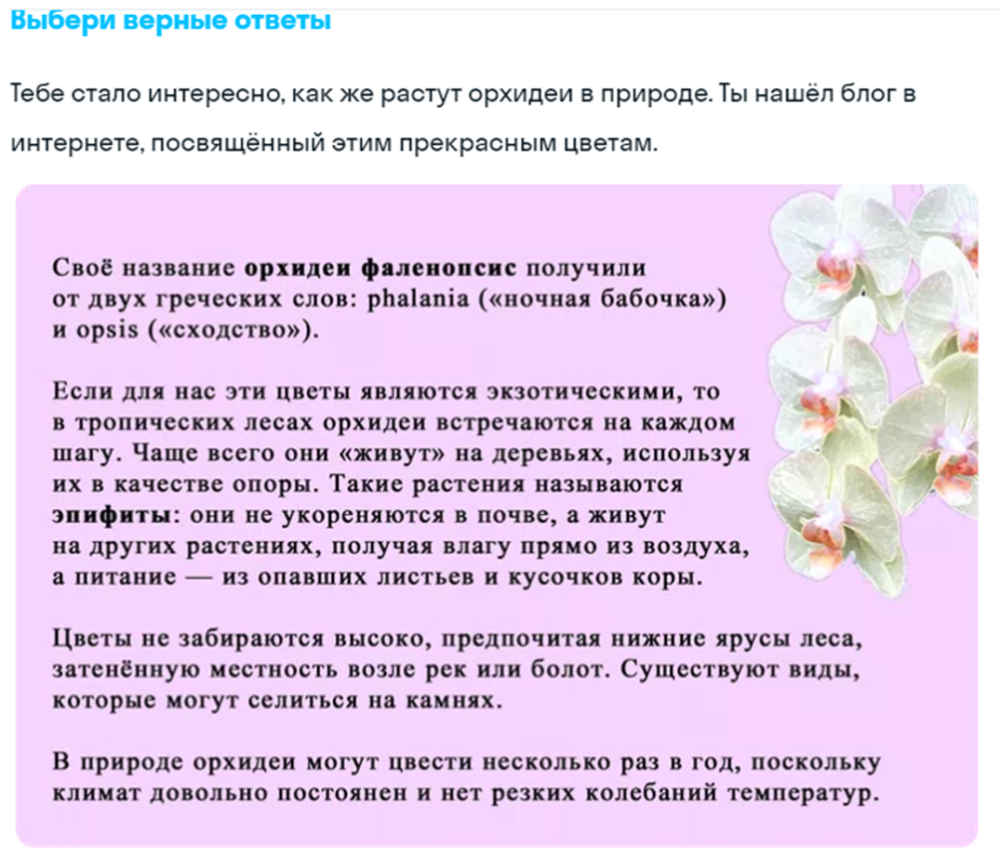 Выбери верные ответы
Тебе стало интересно, как же растут орхидеи в природе. Ты нашёл блог в
интернете, посвящённый этим прекрасным цветам.
Своё название орхидеи фаленопсис получили
от двух греческих слов: phalania («ночная бабочка»)
и opsis («сходство»).
Если для нас эти цветы являются экзотическими, то
в тропических лесах орхидеи встречаются на каждом
шагу. Чаще всего они «живут» на деревьях, используя
их в качестве опоры. Такие растения называются
эпифиты: они не укореняются в почве, а живут
на других растениях, получая влагу прямо из воздуха,
а питание — из опавших листьев и кусочков коры.
Цветы не забираются высоко, предпочитая нижние ярусы леса,
затенённую местность возле рек или болот. Существуют виды,
которые могут селиться на камнях.
В природе орхидеи могут цвести несколько раз в год, поскольку
климат довольно постоянен и нет резких колебаний температур.